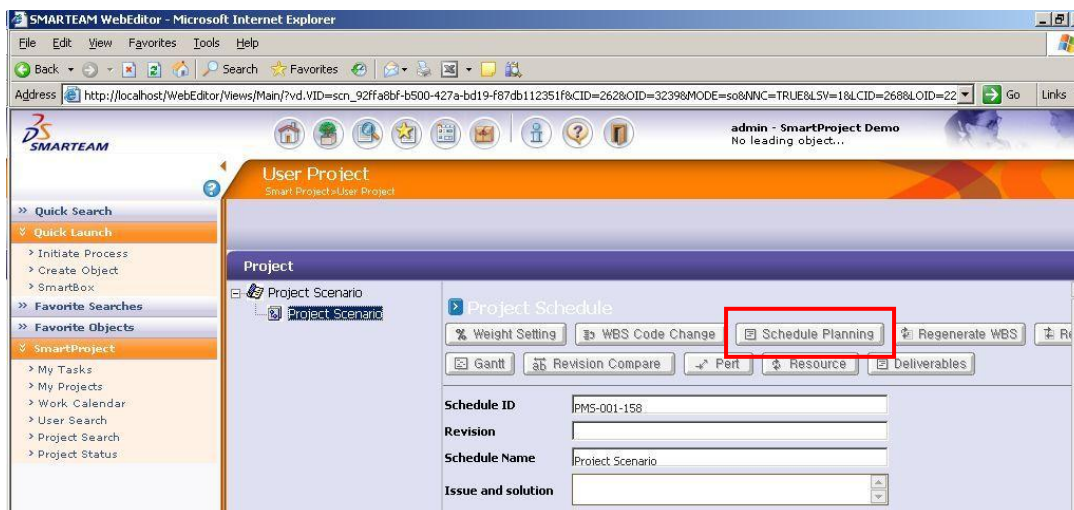 SMARTEAM WebEditor - Microsoft Internet Explorer
File Edit View Favorites Tools Help
Back Search Favorites
Address http://localhost/WebEditor/Views/Main/?vd.VID=scn_92ffa8bf-b500-427a-bd19-f87db112351f&CID=262&OID=3239&MODE=so&NNC=TRUE&LSV=1&LCID=268&LOID=22 Go Links
DS SMARTEAM
admin - SmartProject Demo
No leading object...
User Project
Smart Project>User Project
Quick Search
Quick Launch
Initiate Process
Create Object
SmartBox
Favorite Searches
Favorite Objects
SmartProject
My Tasks
My Projects
Work Calendar
User Search
Project Search
Project Status
Project
Project Scenario
Project Scenario
Project Schedule
Weight Setting WBS Code Change Schedule Planning Regenerate WBS
Gantt Revision Compare Pert Resource Deliverables
Schedule ID PMS-001-158
Revision
Schedule Name Project Scenario
Issue and solution